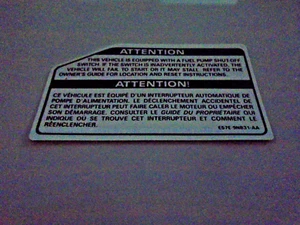 ATTENTION
THIS VEHICLE IS EQUIPPED WITH A FUEL PUMP SHUT-OFF
SWITCH. IF THE SWITCH IS INADVERTENTLY ACTIVATED, THE
VEHICLE WILL FAIL TO START OR IT MAY STALL. REFER TO THE
OWNER'S GUIDE FOR LOCATION AND RESET INSTRUCTIONS.
ATTENTION!
CE VÉHICULE EST ÉQUIPÉ D'UN INTERRUPTEUR AUTOMATIQUE DE
POMPE D'ALIMENTATION. LE DÉCLENCHEMENT ACCIDENTEL DE
CET INTERRUPTEUR PEUT FAIRE CALER LE MOTEUR OU EMPÊCHER
SON DÉMARRAGE. CONSULTER LE GUIDE DU PROPRIÉTAIRE QUI
INDIQUE OÙ SE TROUVE CET INTERRUPTEUR ET COMMENT LE
RÉENCLENCHER.